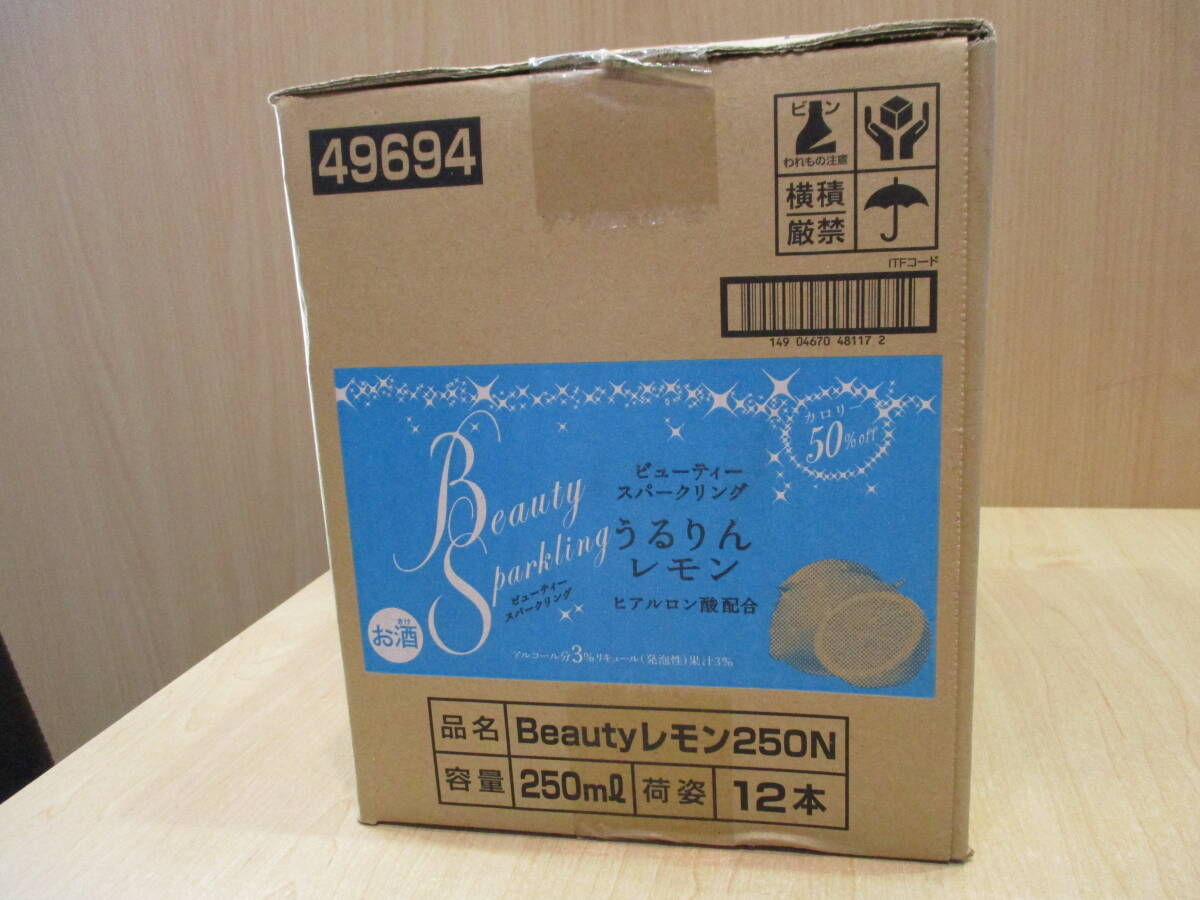 49694
ビン
われもの注意
横積
厳禁
ITFコード
149 04670 48117 2
カロリー
50%off
Beauty
Sparkling
ビューティー
スパークリング
ビューティー
スパークリング
うるりん
レモン
ヒアルロン酸配合
さけ
お酒
アルコール分3%リキュール(発泡性)果汁3%
品名 Beautyレモン250N
容量 250ml 荷姿 12本